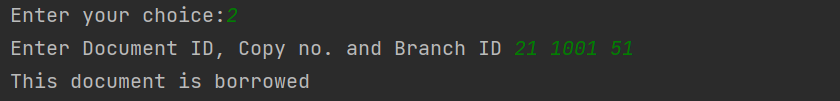 Enter your choice:2
Enter Document ID, Copy no. and Branch ID 21 1001 51
This document is borrowed